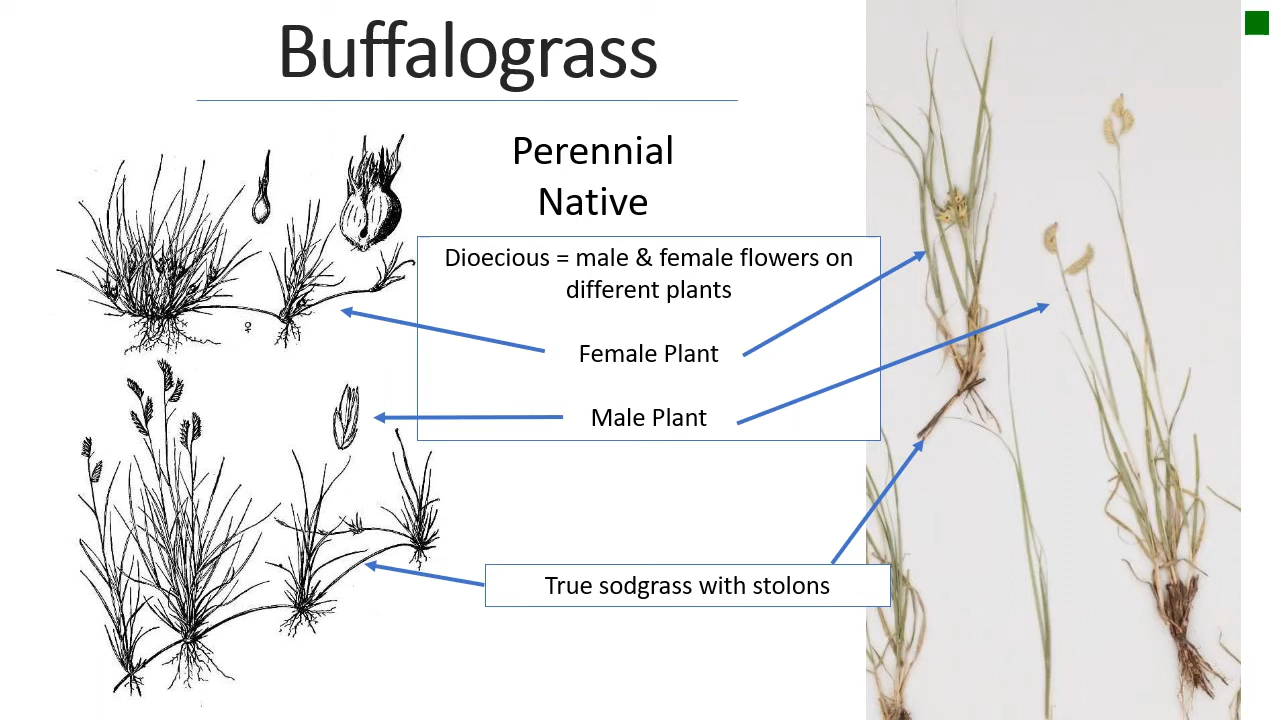 Buffalograss
Perennial
Native
Dioecious = male & female flowers on
different plants
♀
Female Plant
Male Plant
True sodgrass with stolons